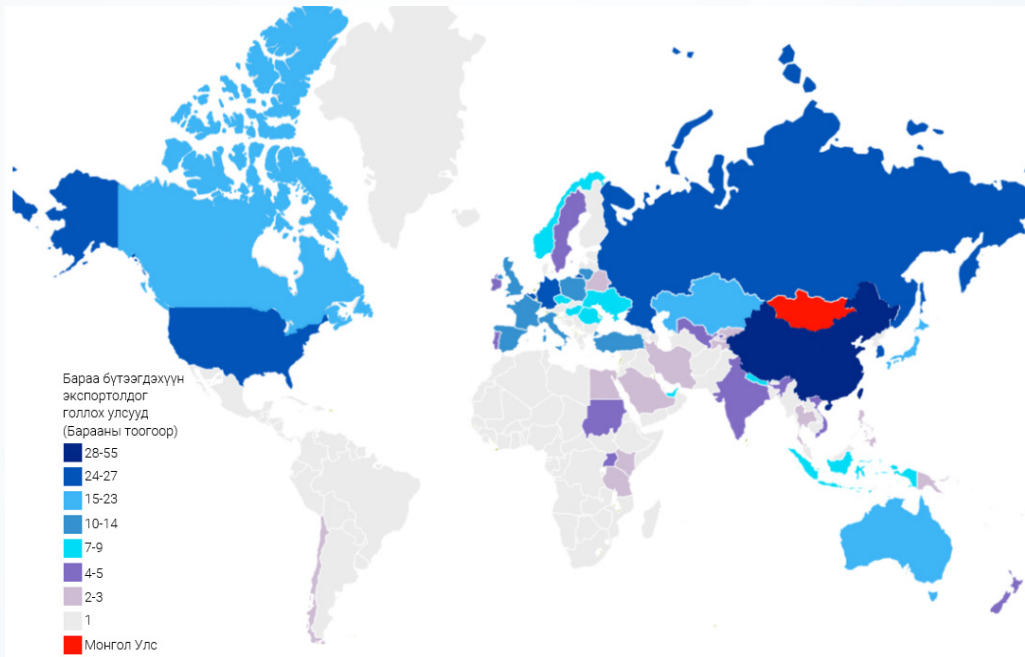 Бараа бүтээгдэхүүн
экспортолдог
голлох улсууд
(Барааны тоогоор)
28-55
24-27
15-23
10-14
7-9
4-5
2-3
1
Монгол Улс